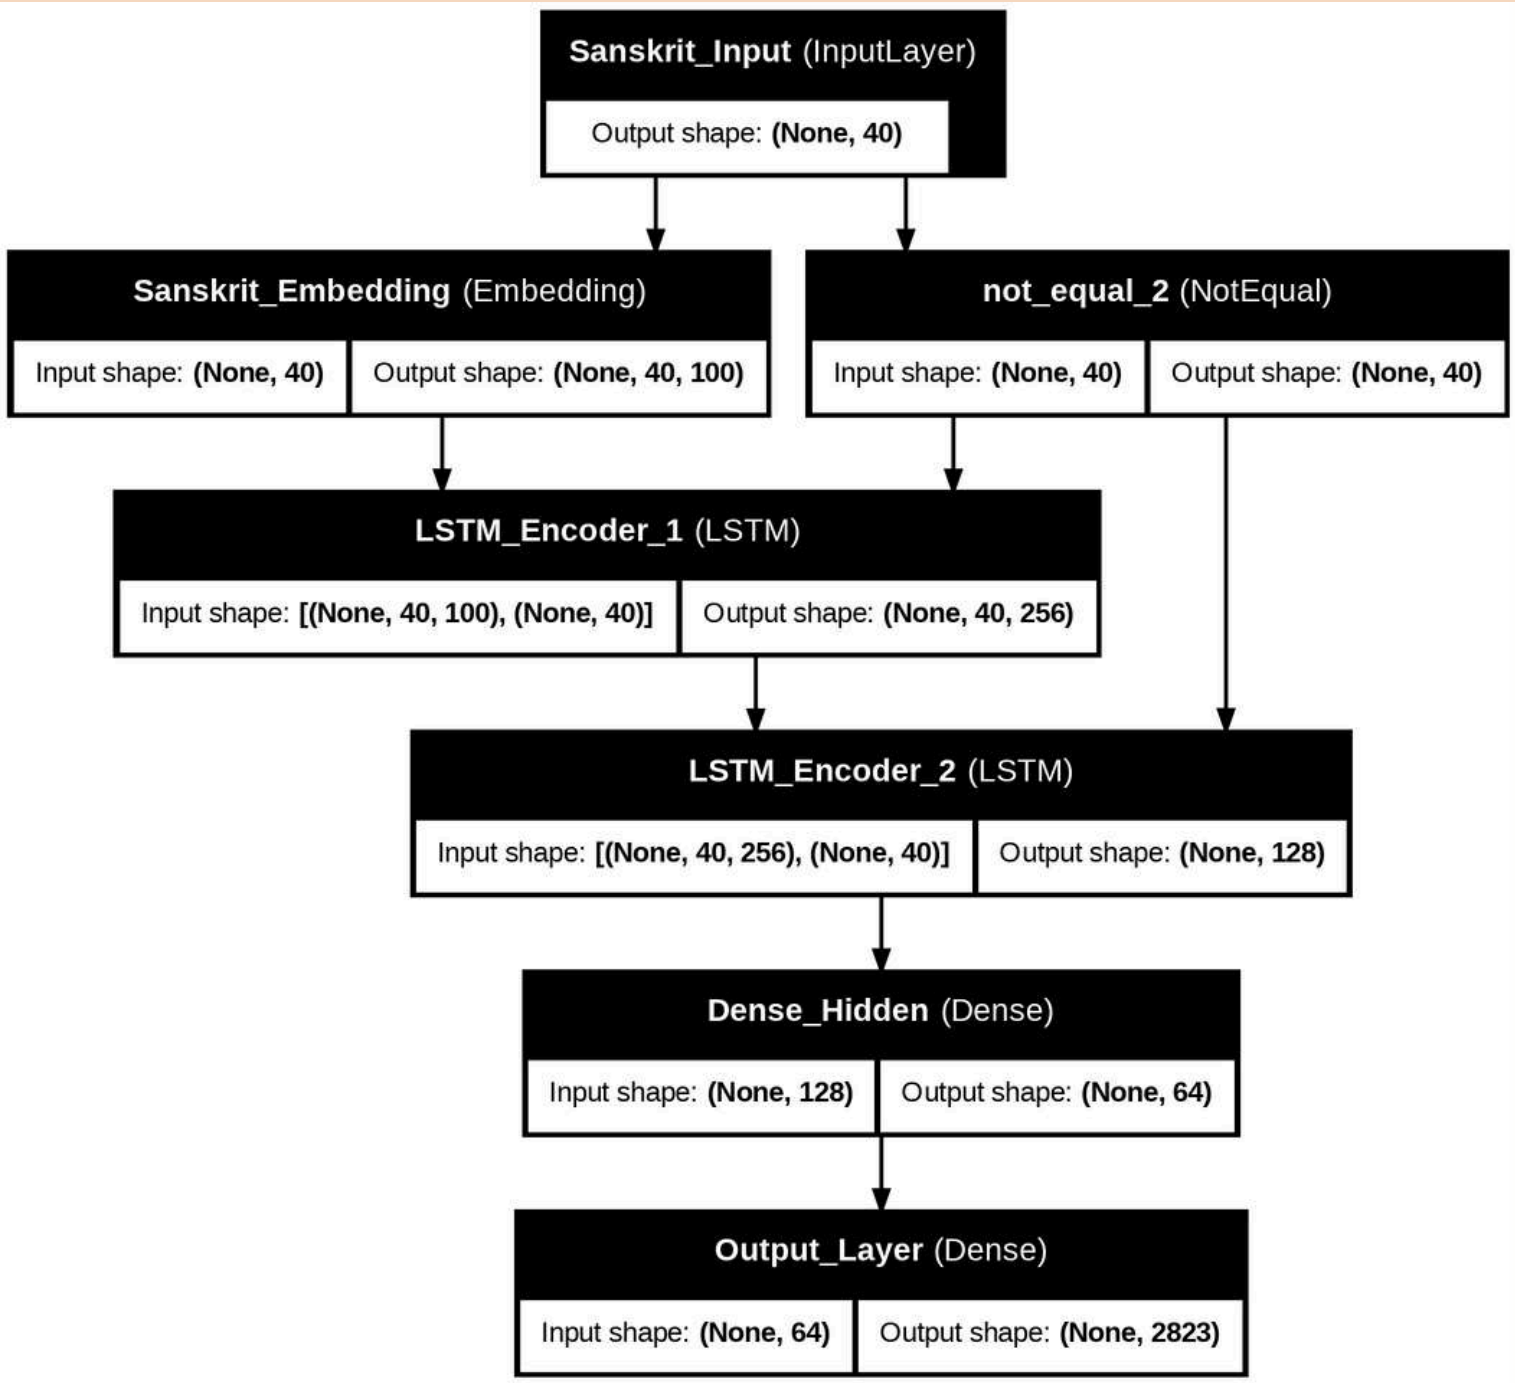 Sanskrit_Input (InputLayer)
Output shape: (None, 40)
Sanskrit_Embedding (Embedding)
Input shape: (None, 40) Output shape: (None, 40, 100)
not_equal_2 (NotEqual)
Input shape: (None, 40) Output shape: (None, 40)
LSTM_Encoder_1 (LSTM)
Input shape: [(None, 40, 100), (None, 40)] Output shape: (None, 40, 256)
LSTM_Encoder_2 (LSTM)
Input shape: [(None, 40, 256), (None, 40)] Output shape: (None, 128)
Dense_Hidden (Dense)
Input shape: (None, 128) Output shape: (None, 64)
Output_Layer (Dense)
Input shape: (None, 64) Output shape: (None, 2823)